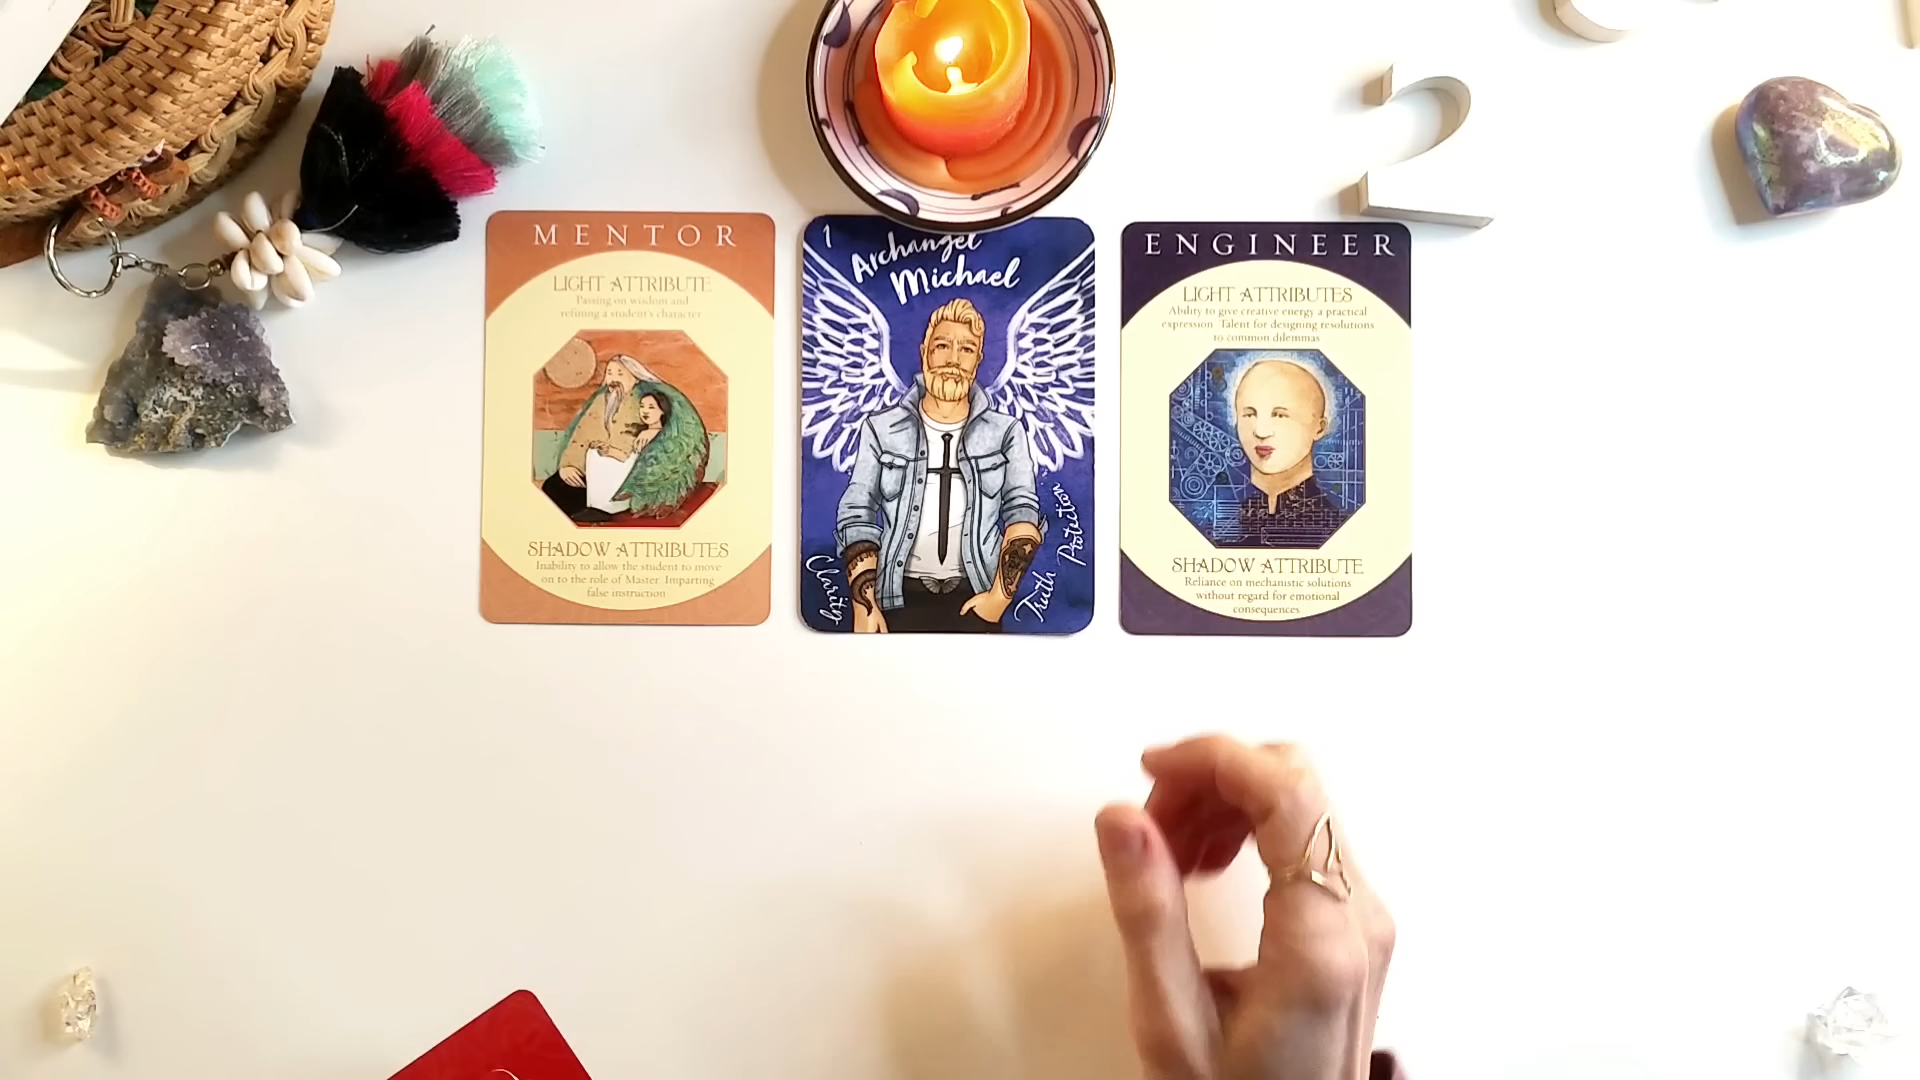 MENTOR
LIGHT ATTRIBUTE
Passing on wisdom and
refining a student's character
SHADOW ATTRIBUTES
Inability to allow the student to move
on to the role of Master. Imparting
false instruction
1
Archangel
Michael
Clarity
Truth
Protection
ENGINEER
LIGHT ATTRIBUTES
Ability to give creative energy a practical
expression. Talent for designing resolutions
to common dilemmas
SHADOW ATTRIBUTE
Reliance on mechanistic solutions
without regard for emotional
consequences
2